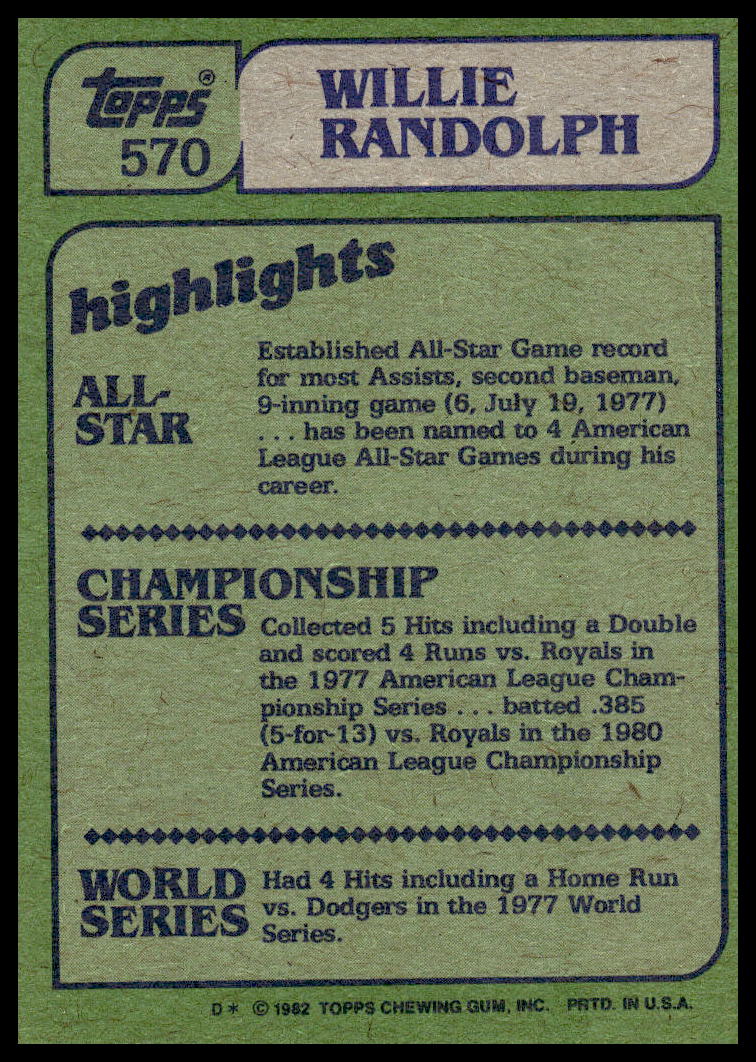 topps®
570
WILLIE
RANDOLPH
highlights
ALL-
STAR
Established All-Star Game record
for most Assists, second baseman,
9-inning game (6, July 19, 1977)
. . . has been named to 4 American
League All-Star Games during his
career.
CHAMPIONSHIP
SERIES
Collected 5 Hits including a Double
and scored 4 Runs vs. Royals in
the 1977 American League Cham-
pionship Series . . . batted .385
(5-for-13) vs. Royals in the 1980
American League Championship
Series.
WORLD
SERIES
Had 4 Hits including a Home Run
vs. Dodgers in the 1977 World
Series.
D* © 1982 TOPPS CHEWING GUM, INC. PRTD. IN U.S.A.